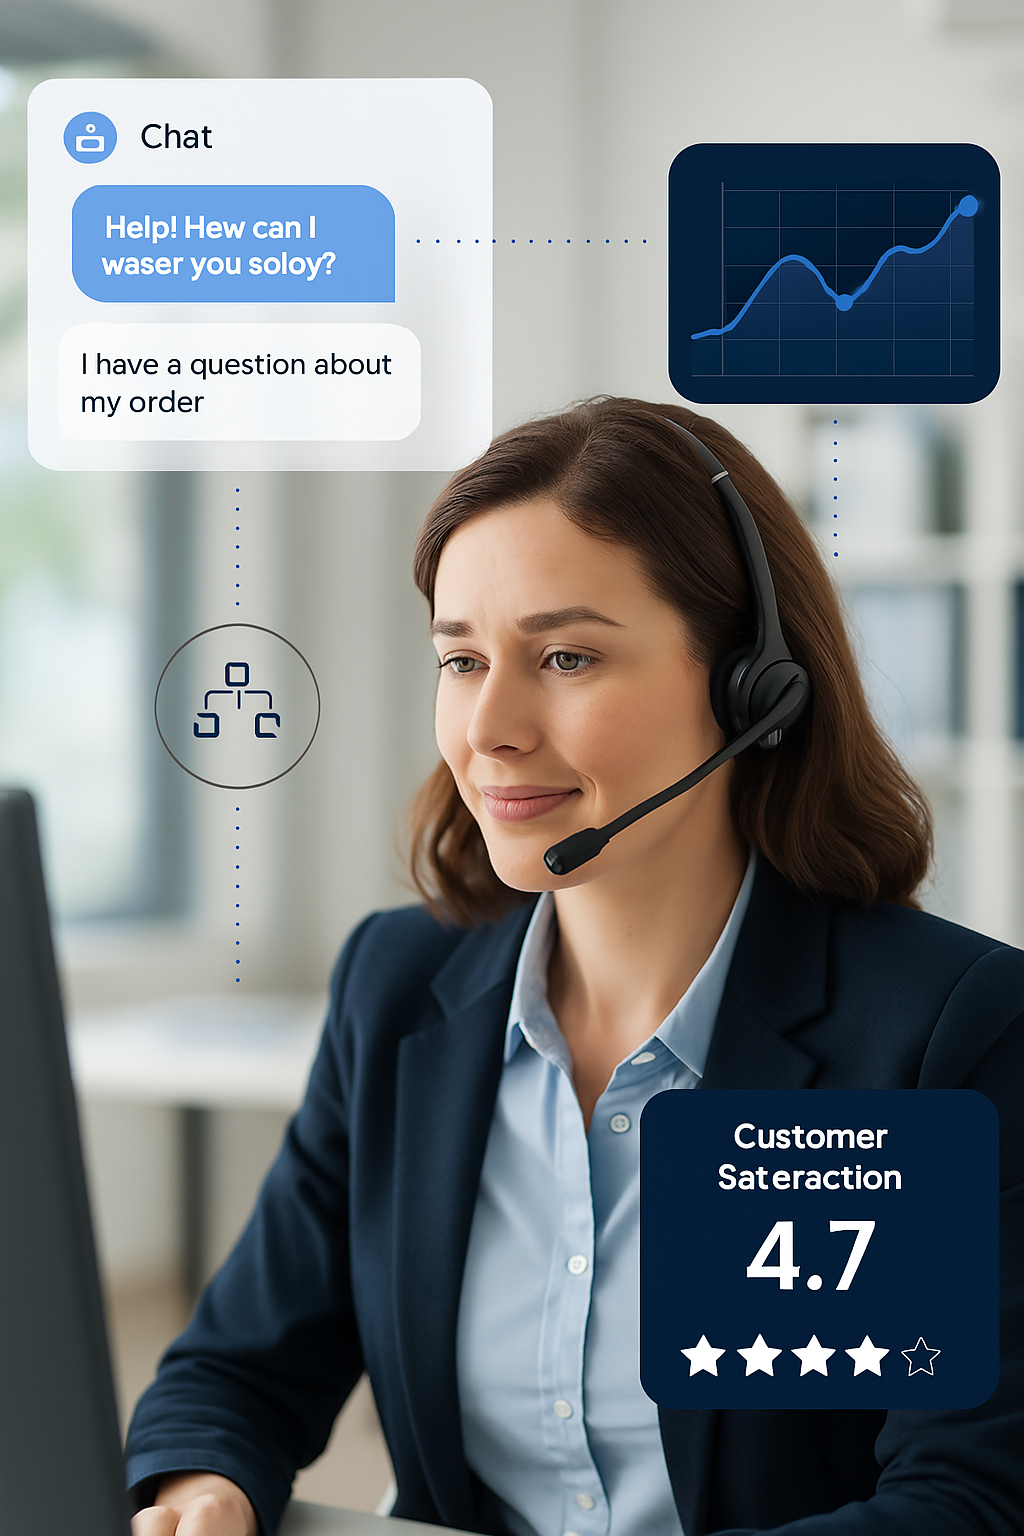 Chat
Help! Hew can I
waser you soloy?
I have a question about
my order
Customer
Sateraction
4.7